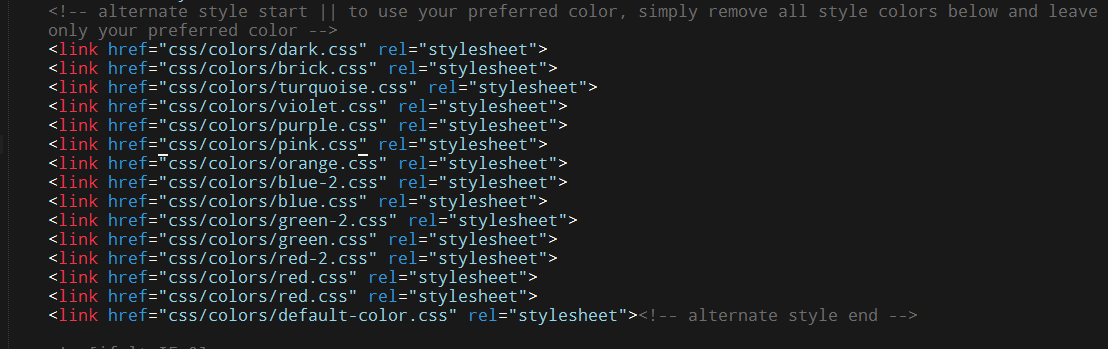 <!-- alternate style start || to use your preferred color, simply remove all style colors below and leave
only your preferred color -->
<link href="css/colors/dark.css" rel="stylesheet">
<link href="css/colors/brick.css" rel="stylesheet">
<link href="css/colors/turquoise.css" rel="stylesheet">
<link href="css/colors/violet.css" rel="stylesheet">
<link href="css/colors/purple.css" rel="stylesheet">
<link href="css/colors/pink.css" rel="stylesheet">
<link href="css/colors/orange.css" rel="stylesheet">
<link href="css/colors/blue-2.css" rel="stylesheet">
<link href="css/colors/blue.css" rel="stylesheet">
<link href="css/colors/green-2.css" rel="stylesheet">
<link href="css/colors/green.css" rel="stylesheet">
<link href="css/colors/red-2.css" rel="stylesheet">
<link href="css/colors/red.css" rel="stylesheet">
<link href="css/colors/red.css" rel="stylesheet">
<link href="css/colors/default-color.css" rel="stylesheet"><!-- alternate style end -->